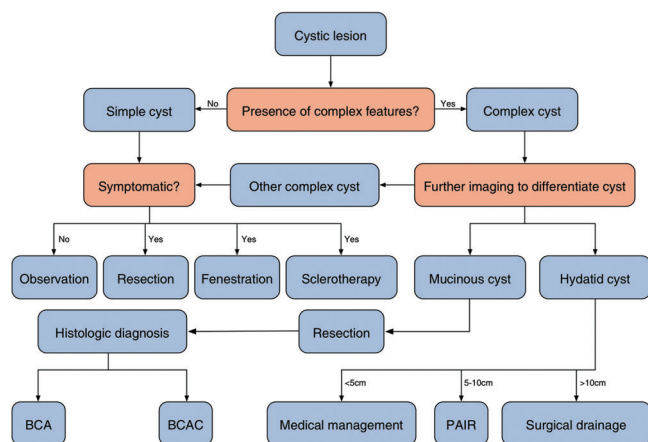 Cystic lesion
Simple cyst
No
Presence of complex features?
Yes
Complex cyst
Symptomatic?
Other complex cyst
Further imaging to differentiate cyst
No
Yes
Yes
Yes
Observation
Resection
Fenestration
Sclerotherapy
Mucinous cyst
Hydatid cyst
Histologic diagnosis
Resection
<5cm
5-10cm
>10cm
BCA
BCAC
Medical management
PAIR
Surgical drainage